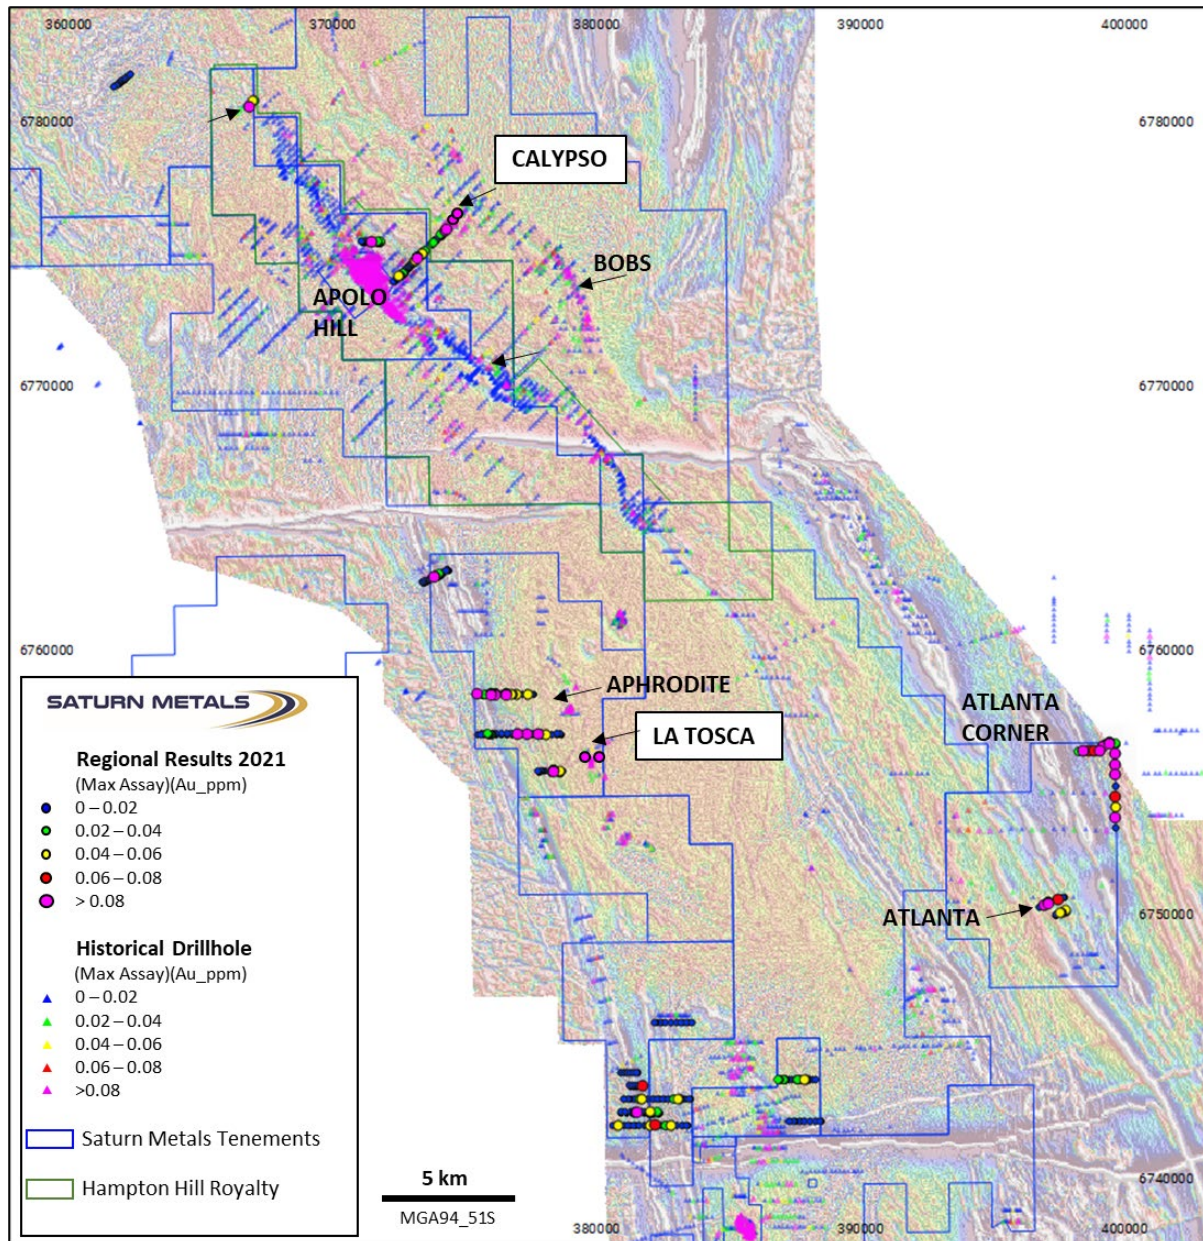 360000 370000 380000 390000 400000
6780000 6780000
CALYPSO
BOBS
APOLO
HILL
6770000 6770000
6760000 6760000
APHRODITE
ATLANTA
CORNER
LA TOSCA
SATURN METALS
Regional Results 2021
(Max Assay)(Au_ppm)
0 – 0.02
0.02 – 0.04
0.04 – 0.06
0.06 – 0.08
> 0.08
ATLANTA
6750000
Historical Drillhole
(Max Assay)(Au_ppm)
0 – 0.02
0.02 – 0.04
0.04 – 0.06
0.06 – 0.08
>0.08
Saturn Metals Tenements
Hampton Hill Royalty
5 km
MGA94_51S
6740000
380000 390000 400000